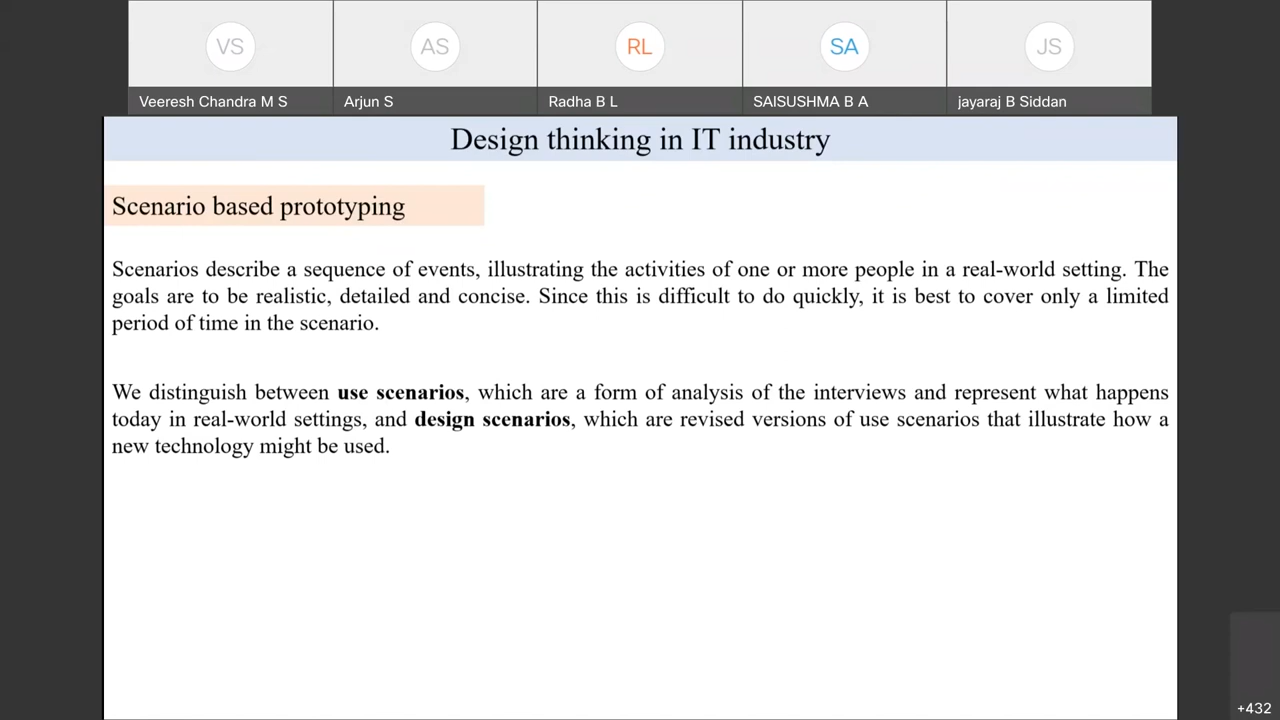 VS
AS
RL
SA
JS
Veeresh Chandra M S
Arjun S
Radha B L
SAISUSHMA B A
jayaraj B Siddan
Design thinking in IT industry
Scenario based prototyping
Scenarios describe a sequence of events, illustrating the activities of one or more people in a real-world setting. The
goals are to be realistic, detailed and concise. Since this is difficult to do quickly, it is best to cover only a limited
period of time in the scenario.
We distinguish between use scenarios, which are a form of analysis of the interviews and represent what happens
today in real-world settings, and design scenarios, which are revised versions of use scenarios that illustrate how a
new technology might be used.
+432